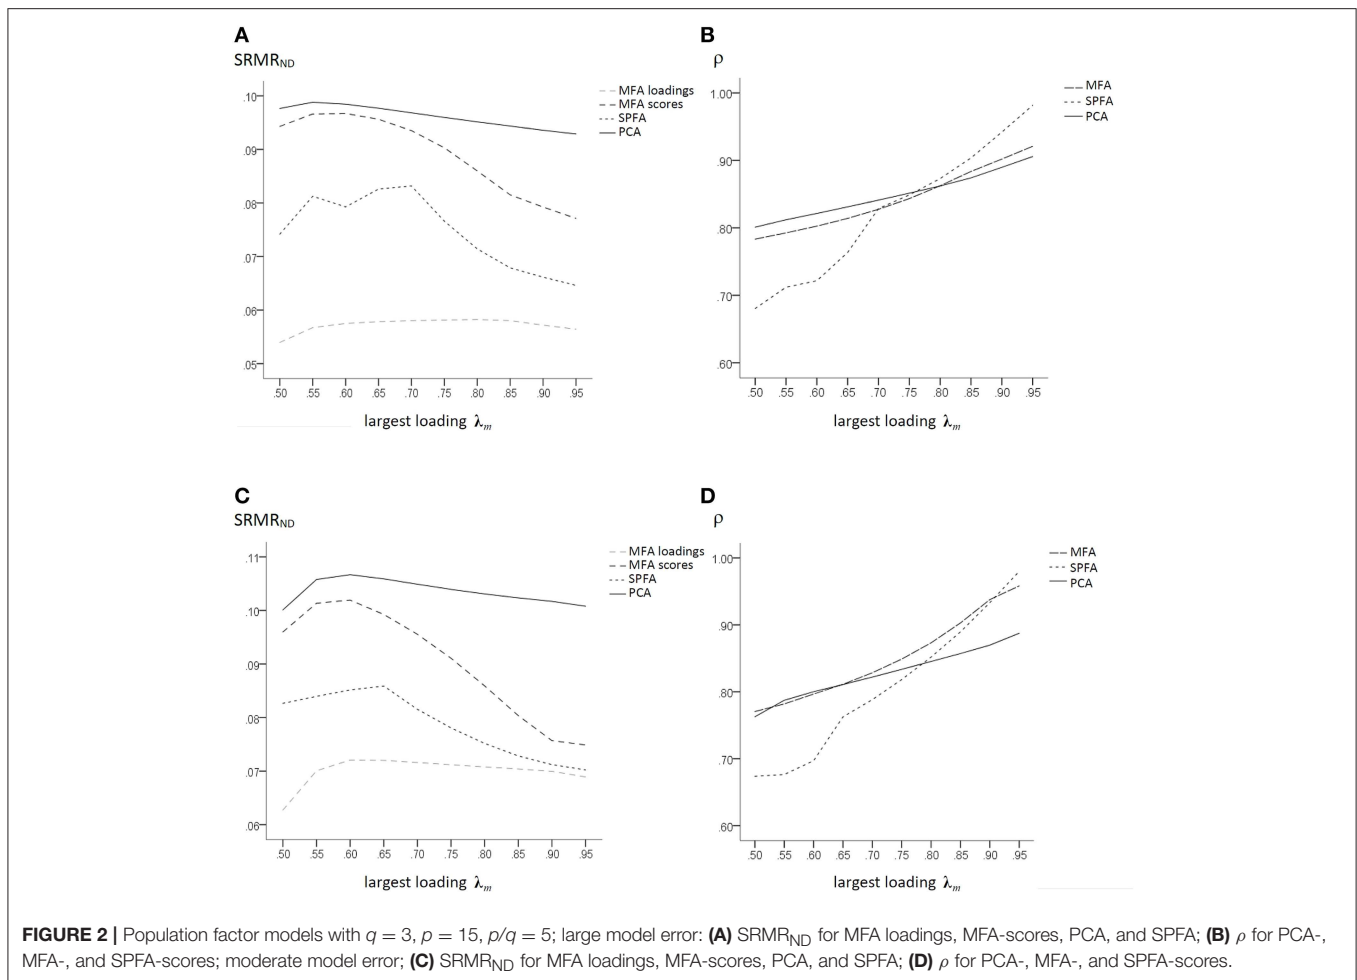 A
SRMRND
.10
.09
.08
.07
.06
.05
.50 .55 .60 .65 .70 .75 .80 .85 .90 .95
largest loading λm
MFA loadings
MFA scores
SPFA
PCA
B
ρ
1.00
.90
.80
.70
.60
.50 .55 .60 .65 .70 .75 .80 .85 .90 .95
largest loading λm
MFA
SPFA
PCA
C
SRMRND
.11
.10
.09
.08
.07
.06
.50 .55 .60 .65 .70 .75 .80 .85 .90 .95
largest loading λm
MFA loadings
MFA scores
SPFA
PCA
D
ρ
1.00
.90
.80
.70
.60
.50 .55 .60 .65 .70 .75 .80 .85 .90 .95
largest loading λm
MFA
SPFA
PCA
FIGURE 2 | Population factor models with q = 3, p = 15, p/q = 5; large model error: (A) SRMRND for MFA loadings, MFA-scores, PCA, and SPFA; (B) ρ for PCA-,
MFA-, and SPFA-scores; moderate model error; (C) SRMRND for MFA loadings, MFA-scores, PCA, and SPFA; (D) ρ for PCA-, MFA-, and SPFA-scores.